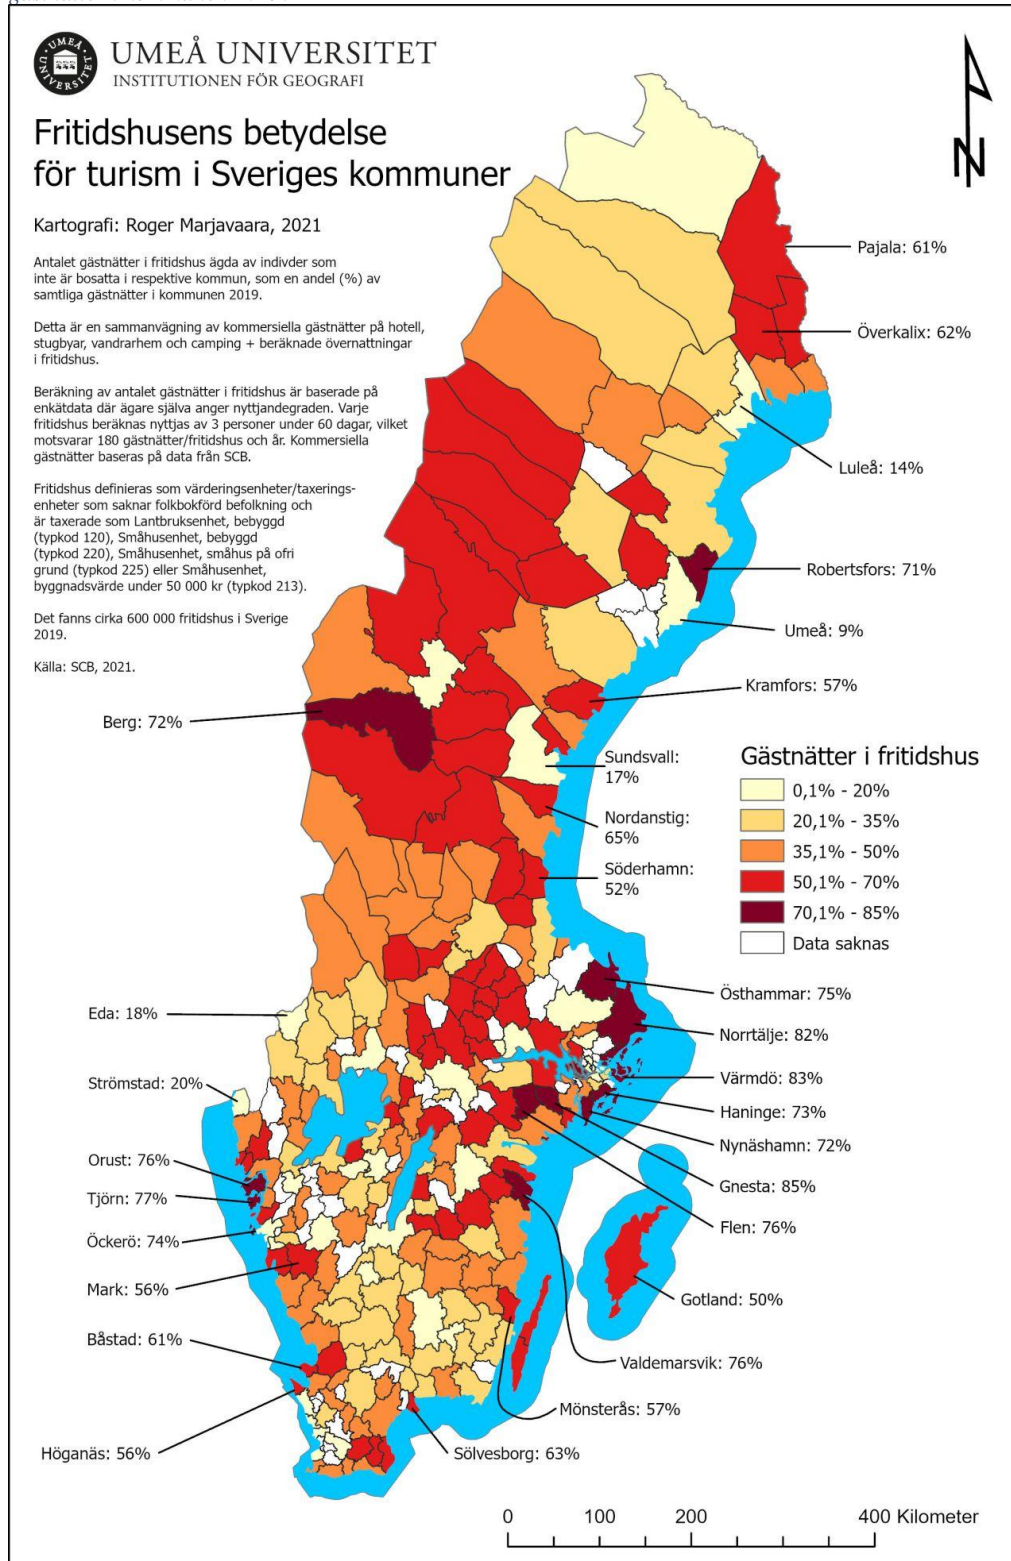 UMEÅ UNIVERSITET
INSTITUTIONEN FÖR GEOGRAFI
UMEÅ
UNIVERSITET
Fritidshusens betydelse
för turism i Sveriges kommuner
Kartografi: Roger Marjavaara, 2021
Antalet gästnätter i fritidshus ägda av indivder som
inte är bosatta i respektive kommun, som en andel (%) av
samtliga gästnätter i kommunen 2019.
Detta är en sammanvägning av kommersiella gästnätter på hotell,
stugbyar, vandrarhem och camping + beräknade övernattningar
i fritidshus.
Beräkning av antalet gästnätter i fritidshus är baserade på
enkätdata där ägare själva anger nyttjandegraden. Varje
fritidshus beräknas nyttjas av 3 personer under 60 dagar, vilket
motsvarar 180 gästnätter/fritidshus och år. Kommersiella
gästnätter baseras på data från SCB.
Fritidshus definieras som värderingsenheter/taxerings-
enheter som saknar folkbokförd befolkning och
är taxerade som Lantbruksenhet, bebyggd
(typkod 120), Småhusenhet, bebyggd
(typkod 220), Småhusenhet, småhus på ofri
grund (typkod 225) eller Småhusenhet,
byggnadsvärde under 50 000 kr (typkod 213).
Det fanns cirka 600 000 fritidshus i Sverige
2019.
Källa: SCB, 2021.
N
Pajala: 61%
Överkalix: 62%
Luleå: 14%
Robertsfors: 71%
Umeå: 9%
Kramfors: 57%
Berg: 72%
Sundsvall:
17%
Nordanstig:
65%
Söderhamn:
52%
Gästnätter i fritidshus
0,1% - 20%
20,1% - 35%
35,1% - 50%
50,1% - 70%
70,1% - 85%
Data saknas
Östhammar: 75%
Norrtälje: 82%
Värmdö: 83%
Haninge: 73%
Nynäshamn: 72%
Gnesta: 85%
Flen: 76%
Gotland: 50%
Valdemarsvik: 76%
Mönsterås: 57%
Sölvesborg: 63%
Eda: 18%
Strömstad: 20%
Orust: 76%
Tjörn: 77%
Öckerö: 74%
Mark: 56%
Båstad: 61%
Höganäs: 56%
0 100 200 400 Kilometer